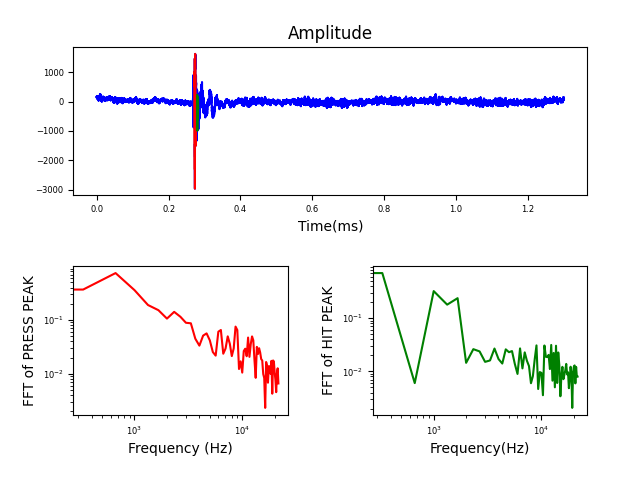 Amplitude
1000
0
−1000
−2000
−3000
0.0 0.2 0.4 0.6 0.8 1.0 1.2
Time(ms)
FFT of PRESS PEAK
10⁻¹
10⁻²
10³ 10⁴
Frequency (Hz)
FFT of HIT PEAK
10⁻¹
10⁻²
10³ 10⁴
Frequency(Hz)